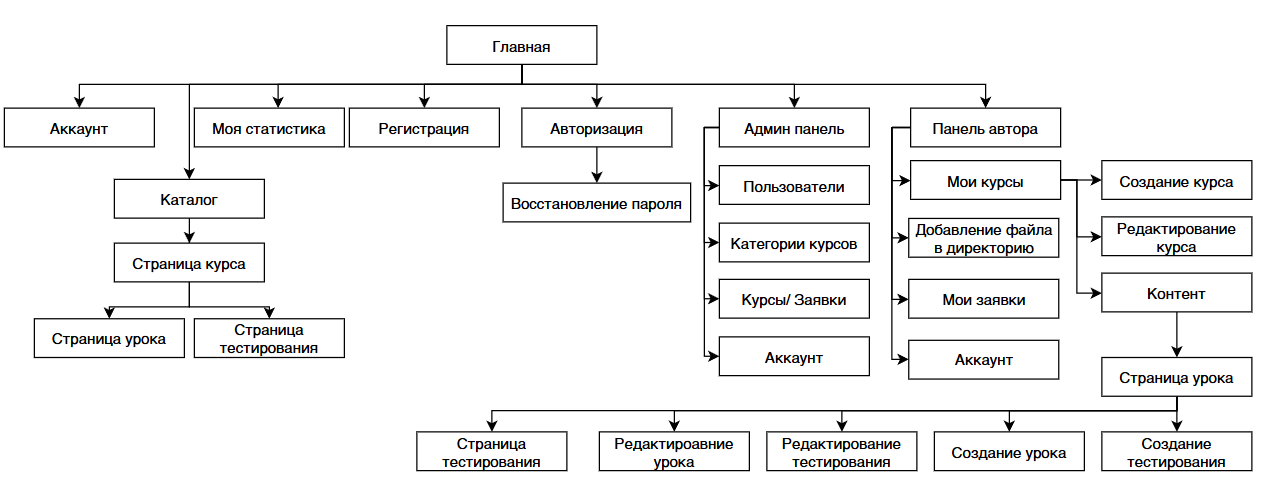 Главная
Аккаунт
Моя статистика
Регистрация
Авторизация
Админ панель
Панель автора
Каталог
Восстановление пароля
Пользователи
Мои курсы
Создание курса
Страница курса
Категории курсов
Добавление файла
в директорию
Редактирование
курса
Курсы/ Заявки
Мои заявки
Контент
Страница урока
Страница
тестирования
Аккаунт
Аккаунт
Страница урока
Страница
тестирования
Редактироавние
урока
Редактирование
тестирования
Создание урока
Создание
тестирования